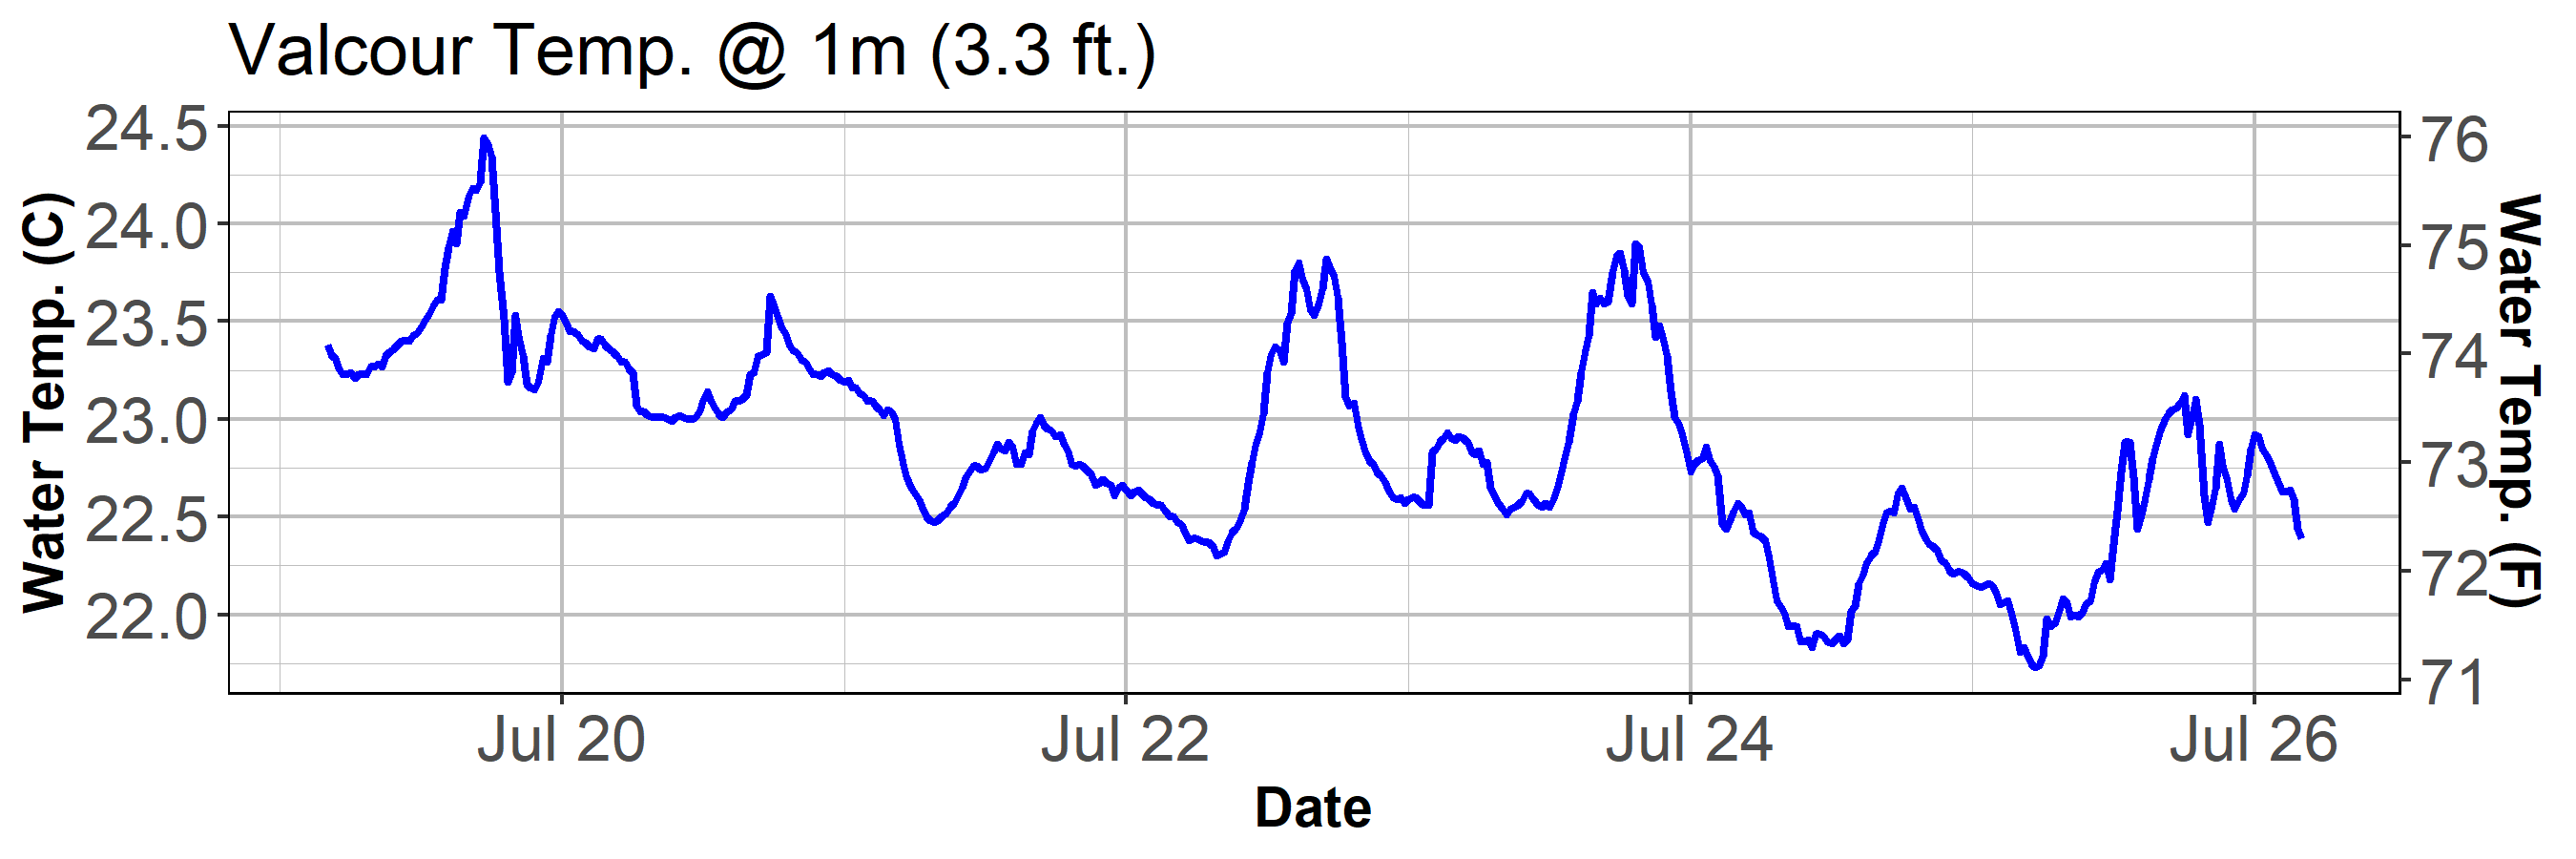 Valcour Temp. @ 1m (3.3 ft.)
Water Temp. (C)
24.5
24.0
23.5
23.0
22.5
22.0
76
75
74
73
72
71
Water Temp. (F)
Jul 20
Jul 22
Jul 24
Jul 26
Date